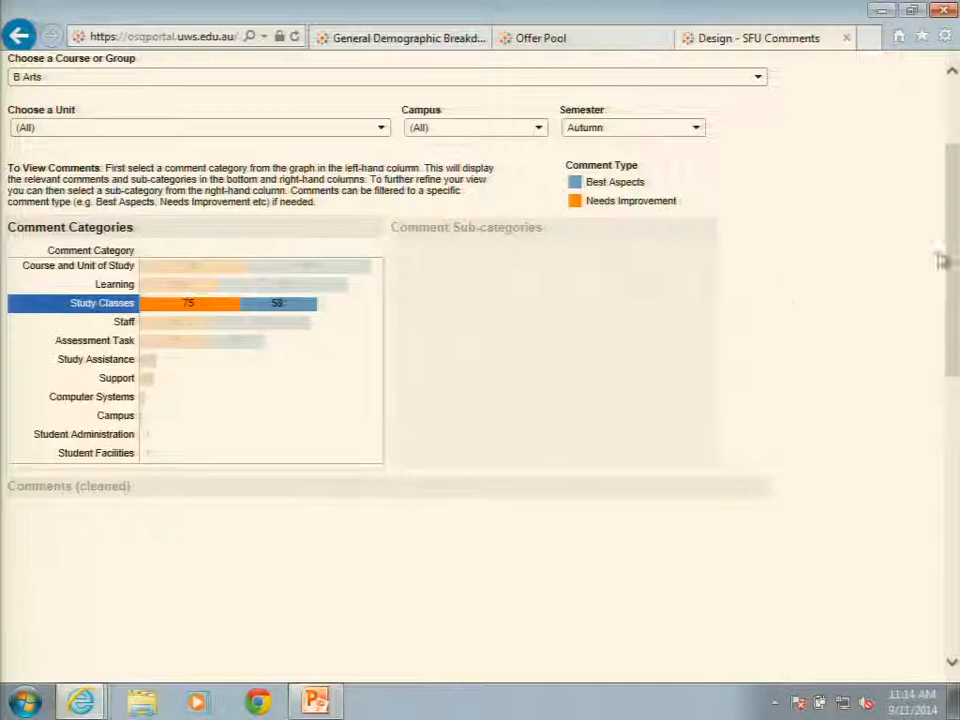 https://osqportal.uws.edu.au/
General Demographic Breakd...
Offer Pool
Design - SFU Comments
Choose a Course or Group
B Arts
Choose a Unit
Campus
Semester
(All)
(All)
Autumn
To View Comments: First select a comment category from the graph in the left-hand column. This will display
the relevant comments and sub-categories in the bottom and right-hand columns. To further refine your view
you can then select a sub-category from the right-hand column. Comments can be filtered to a specific
comment type (e.g. Best Aspects, Needs Improvement etc) if needed.
Comment Type
Best Aspects
Needs Improvement
Comment Categories
Comment Sub-categories
Comment Category
Course and Unit of Study
Learning
Study Classes 75 58
Staff
Assessment Task
Study Assistance
Support
Computer Systems
Campus
Student Administration
Student Facilities
Comments (cleaned)
11:14 AM
9/11/2014